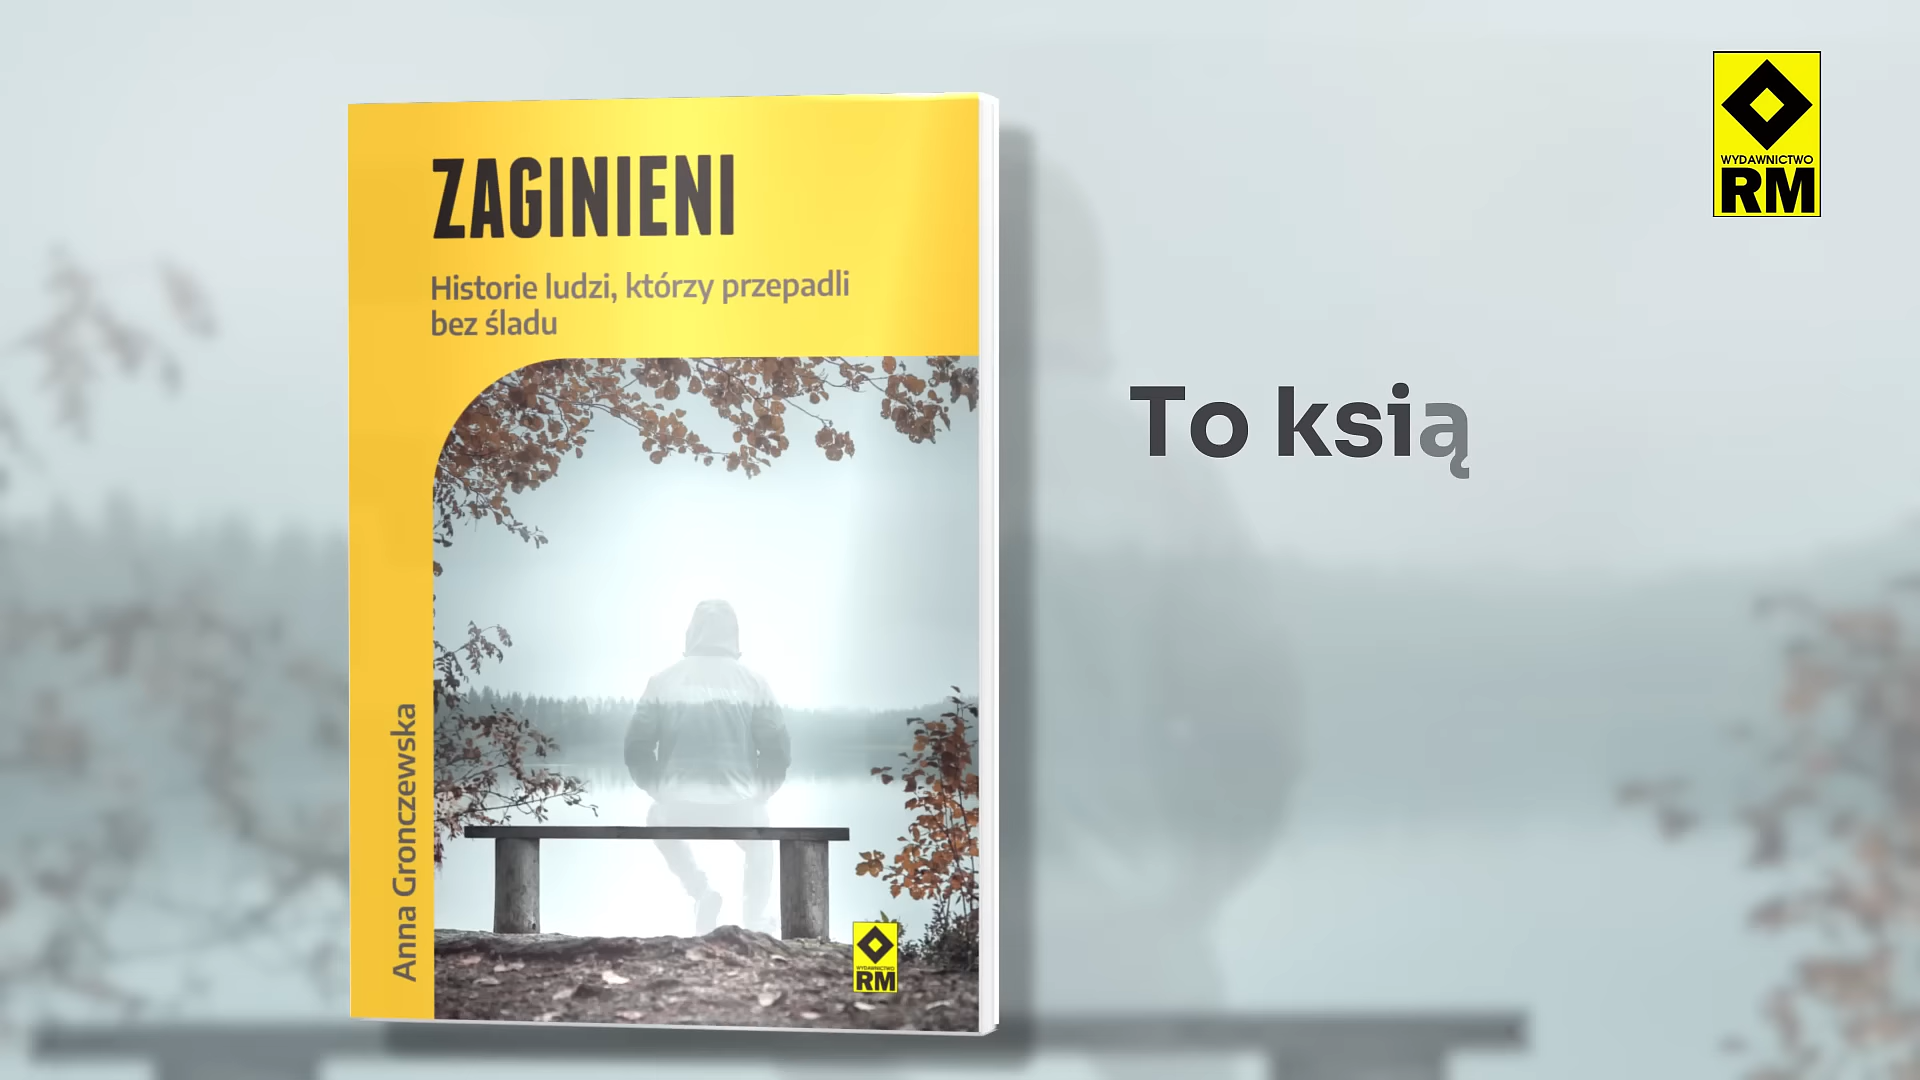 ZAGINIENI
Historie ludzi, którzy przepadli
bez śladu
Anna Gronczewska
WYDAWNICTWO
RM
To ksią
WYDAWNICTWO
RM